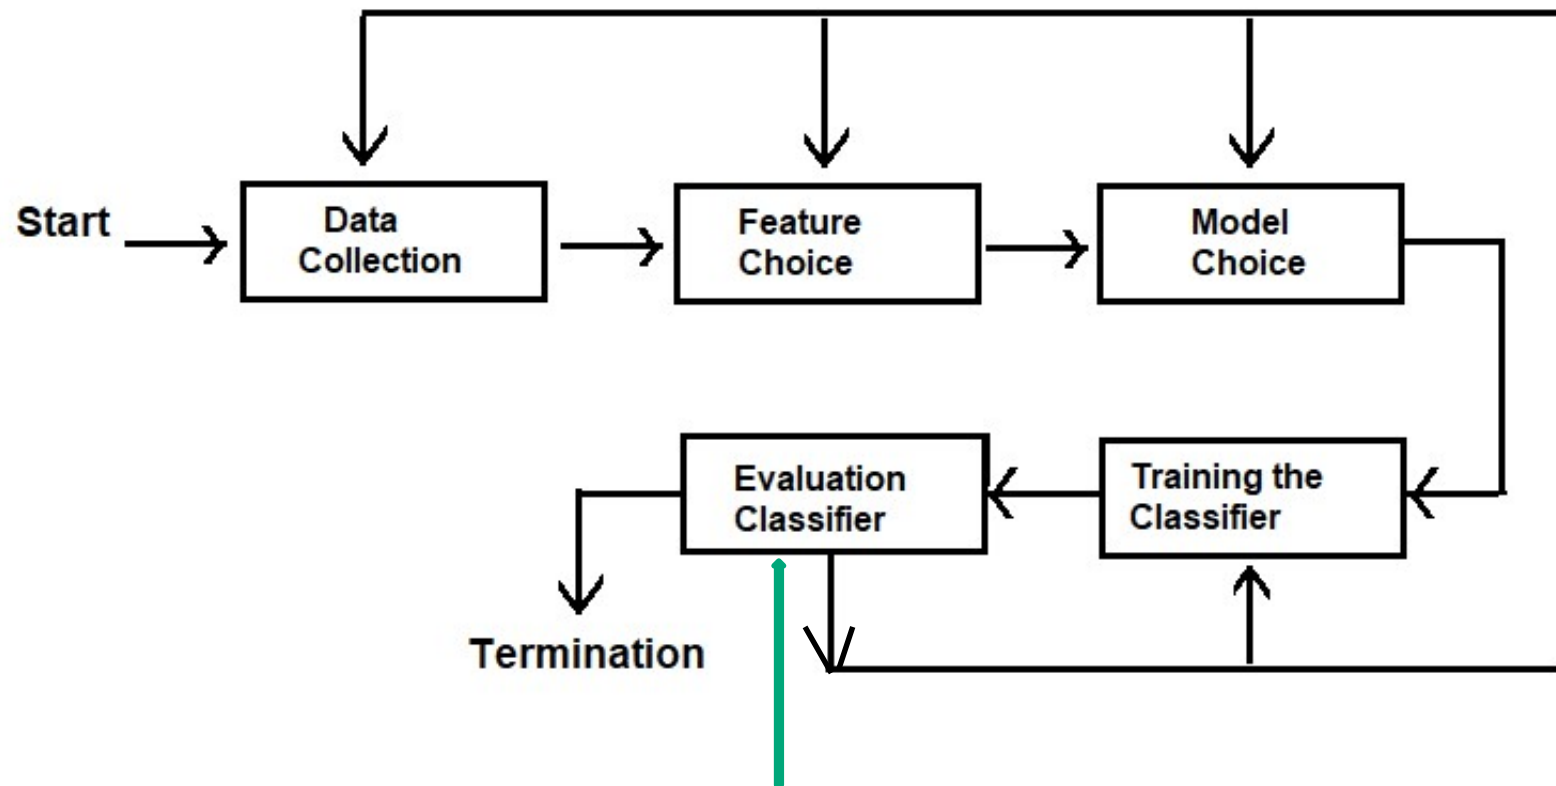 Start
Data
Collection
Feature
Choice
Model
Choice
Evaluation
Classifier
Training the
Classifier
Termination